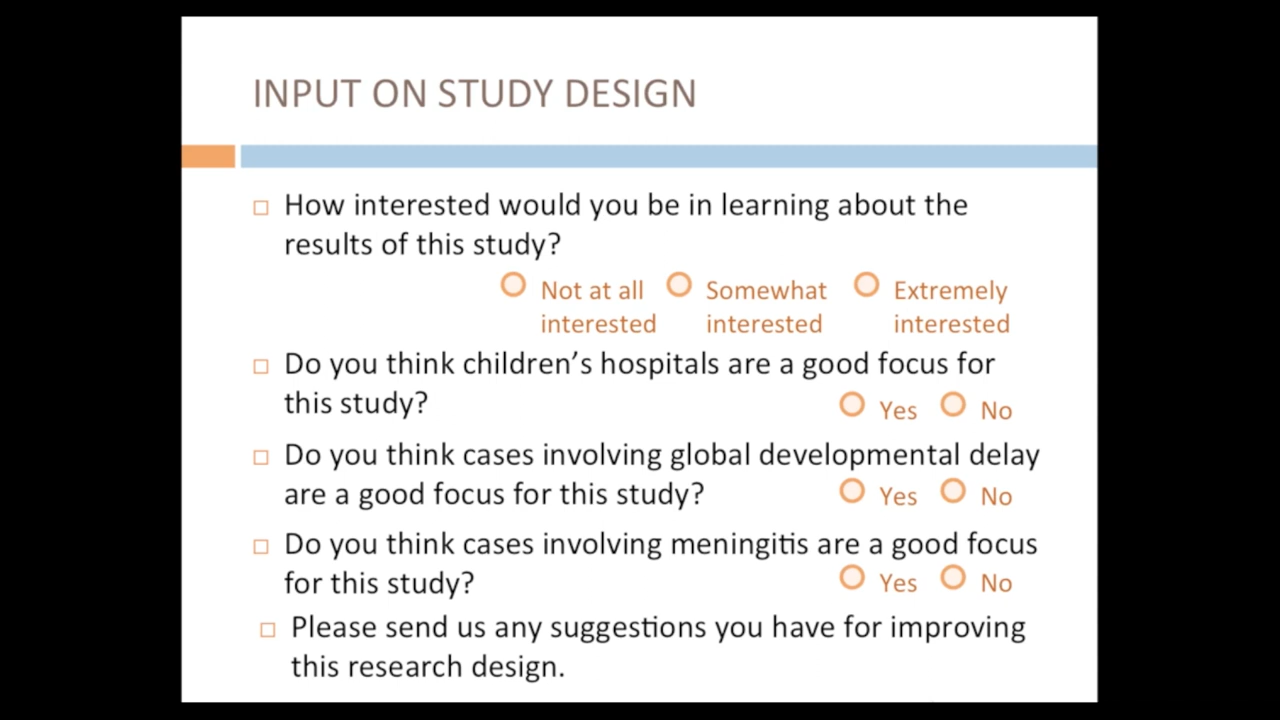 INPUT ON STUDY DESIGN
How interested would you be in learning about the
results of this study?
Not at all interested
Somewhat interested
Extremely interested
Do you think children's hospitals are a good focus for
this study?
Yes No
Do you think cases involving global developmental delay
are a good focus for this study?
Yes No
Do you think cases involving meningitis are a good focus
for this study?
Yes No
Please send us any suggestions you have for improving
this research design.